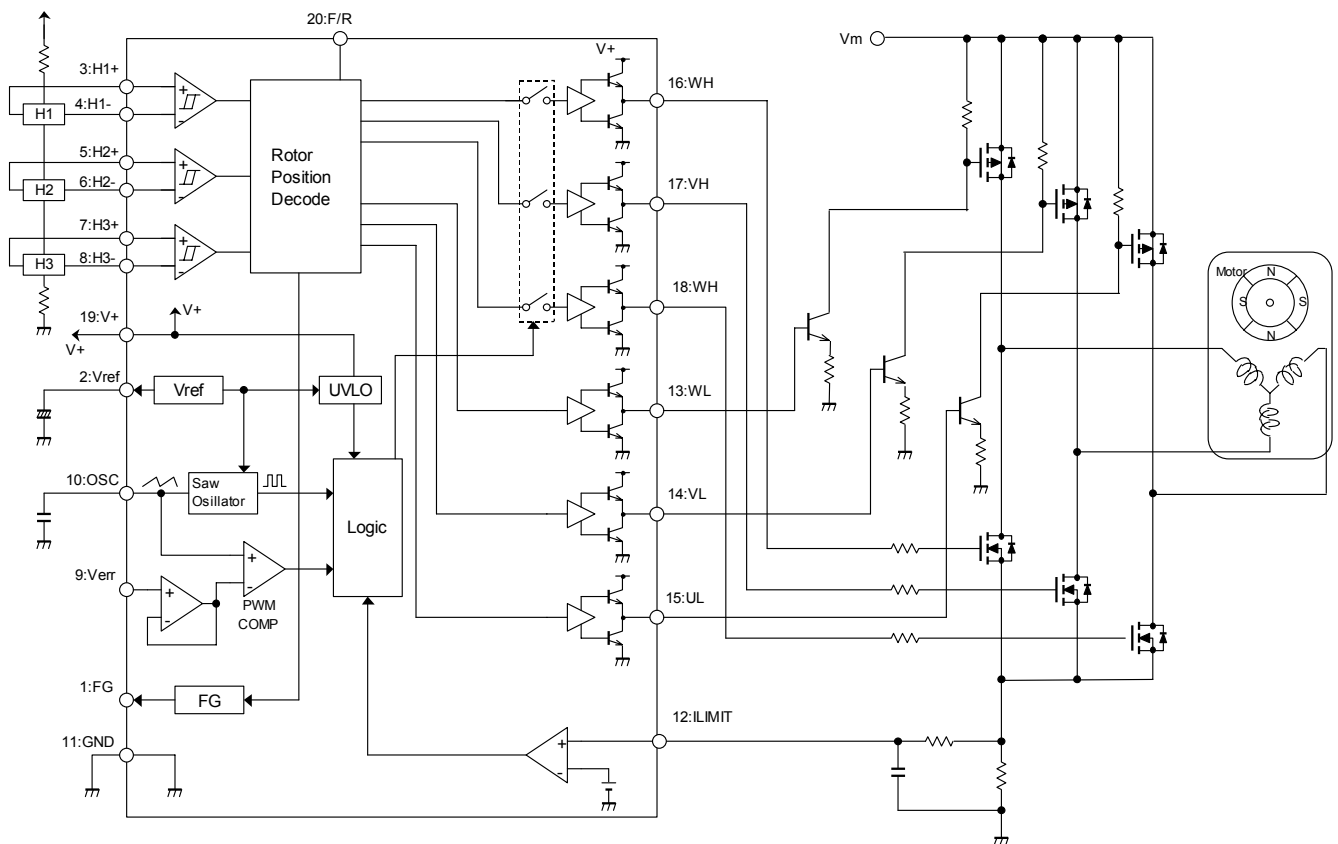 20:F/R
Vm
V+
3:H1+
16:WH
4:H1-
H1
5:H2+
Rotor
Position
Decode
6:H2-
H2
17:VH
7:H3+
8:H3-
H3
Motor
N
S
S
N
18:WH
19:V+
V+
V+
2:Vref
Vref
UVLO
13:WL
10:OSC
Saw
Osillator
Logic
14:VL
9:Verr
PWM
COMP
15:UL
1:FG
FG
12:ILIMIT
11:GND